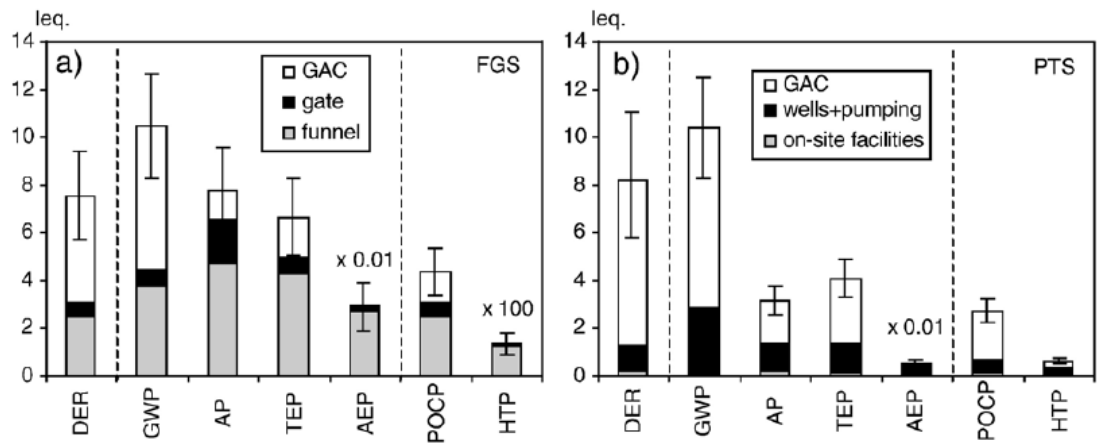 leq.
14
12
10
8
6
4
2
0
a)
GAC
gate
funnel
FGS
x 0.01
x 100
DER
GWP
AP
TEP
AEP
POCP
HTP
leq.
14
12
10
8
6
4
2
0
b)
GAC
wells+pumping
on-site facilities
PTS
x 0.01
DER
GWP
AP
TEP
AEP
POCP
HTP